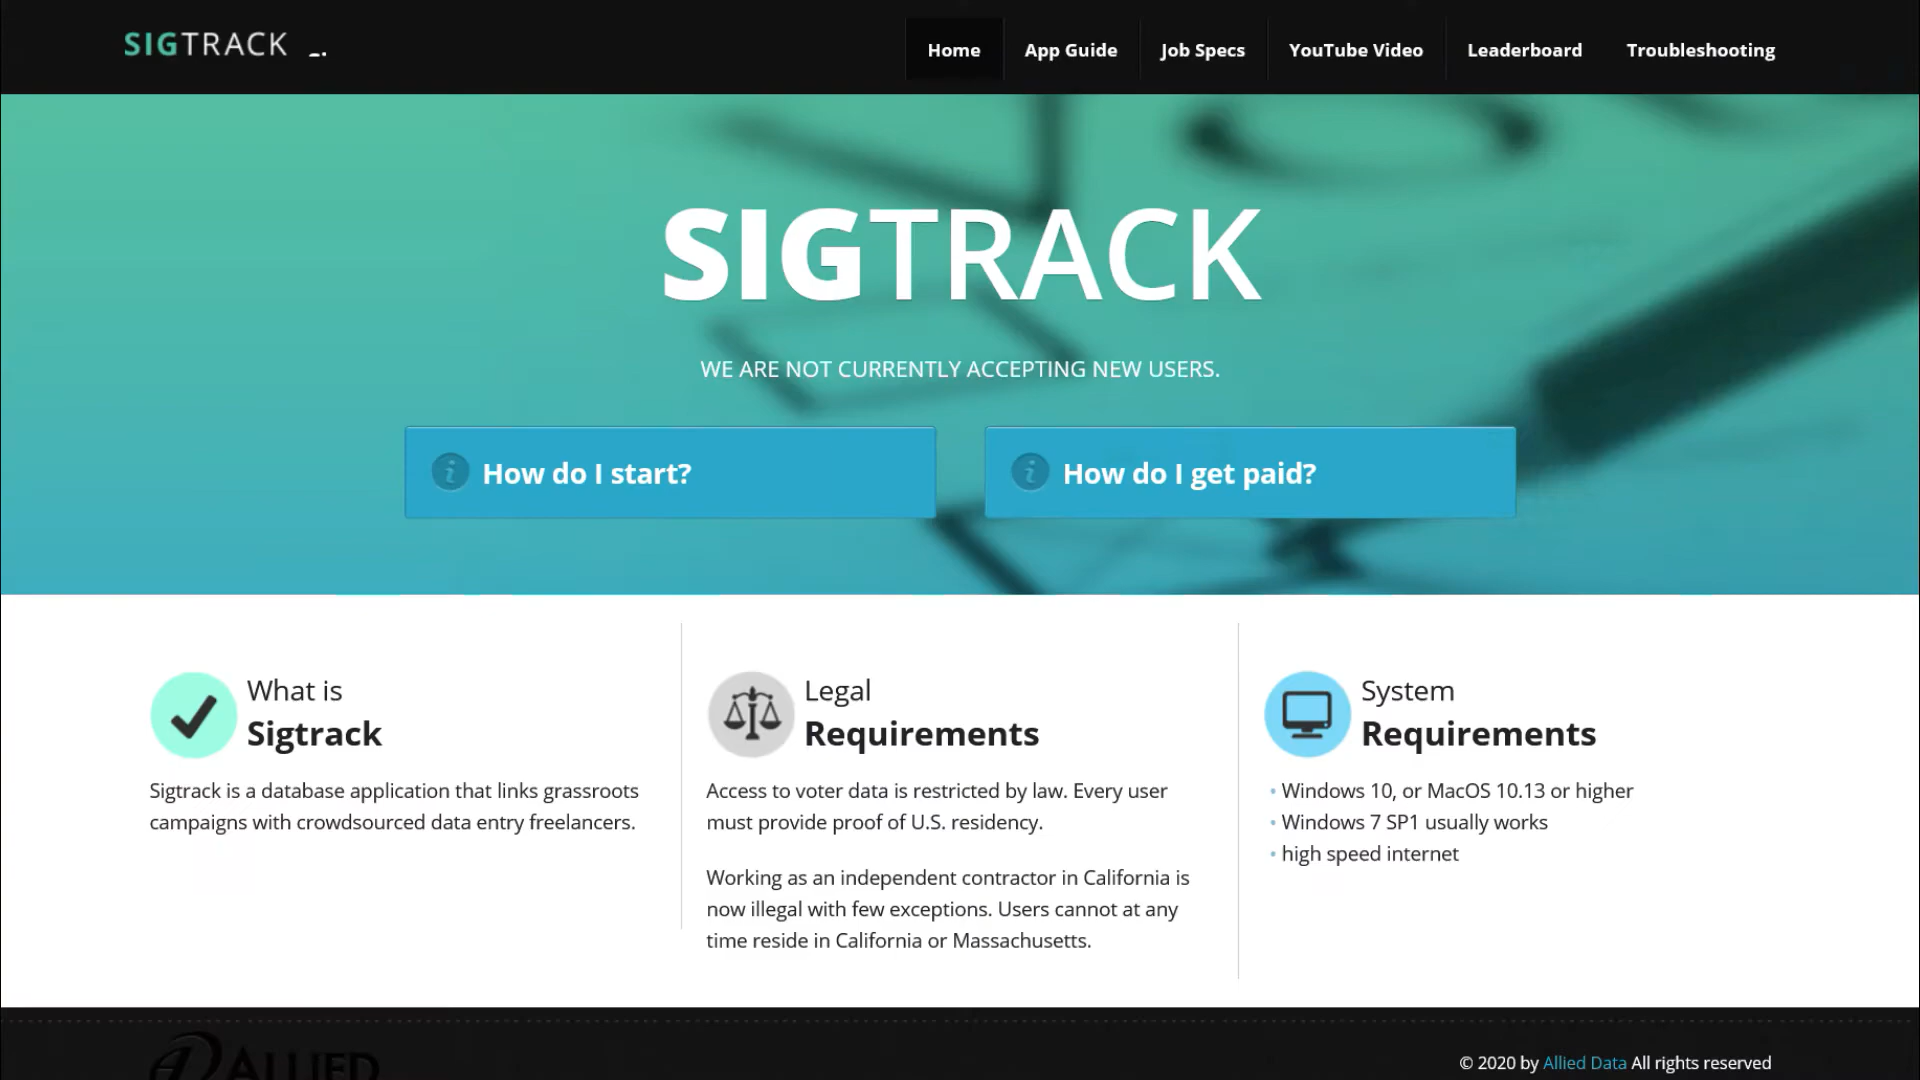 SIGTRACK
Home
App Guide
Job Specs
YouTube Video
Leaderboard
Troubleshooting
SIGTRACK
WE ARE NOT CURRENTLY ACCEPTING NEW USERS.
How do I start?
How do I get paid?
What is
Sigtrack
Sigtrack is a database application that links grassroots
campaigns with crowdsourced data entry freelancers.
Legal
Requirements
Access to voter data is restricted by law. Every user
must provide proof of U.S. residency.
Working as an independent contractor in California is
now illegal with few exceptions. Users cannot at any
time reside in California or Massachusetts.
System
Requirements
• Windows 10, or MacOS 10.13 or higher
• Windows 7 SP1 usually works
• high speed internet
ALLIED
© 2020 by Allied Data All rights reserved